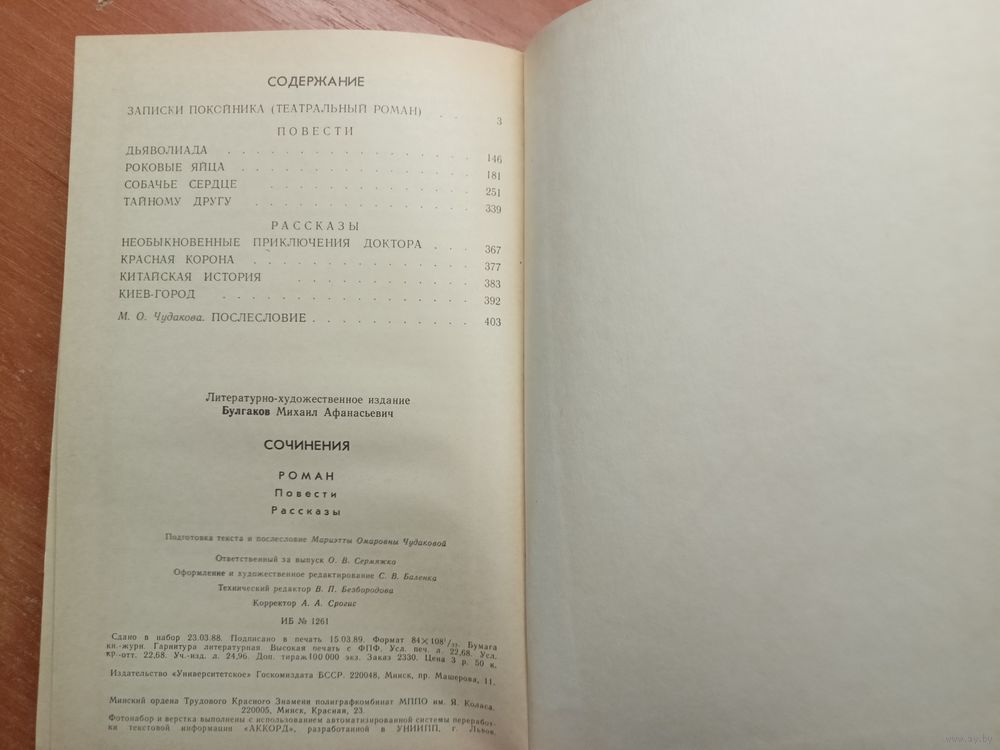 СОДЕРЖАНИЕ
ЗАПИСКИ ПОКОЙНИКА (ТЕАТРАЛЬНЫЙ РОМАН) . . 3
ПОВЕСТИ
ДЬЯВОЛИАДА . . . . . . . . . . . . . . . 146
РОКОВЫЕ ЯЙЦА . . . . . . . . . . . . . . 181
СОБАЧЬЕ СЕРДЦЕ . . . . . . . . . . . . . 251
ТАЙНОМУ ДРУГУ . . . . . . . . . . . . . 339
РАССКАЗЫ
НЕОБЫКНОВЕННЫЕ ПРИКЛЮЧЕНИЯ ДОКТОРА . . . 367
КРАСНАЯ КОРОНА . . . . . . . . . . . . . 377
КИТАЙСКАЯ ИСТОРИЯ . . . . . . . . . . . 383
КИЕВ-ГОРОД . . . . . . . . . . . . . . . 392
М. О. Чудакова. ПОСЛЕСЛОВИЕ . . . . . . . . . . 403
Литературно-художественное издание
Булгаков Михаил Афанасьевич
СОЧИНЕНИЯ
РОМАН
Повести
Рассказы
Подготовка текста и послесловие Мариэтты Омаровны Чудаковой
Ответственный за выпуск О. В. Сермяжко
Оформление и художественное редактирование С. В. Баленка
Технический редактор В. П. Безбородова
Корректор А. А. Срогис
ИБ № 1261
Сдано в набор 23.03.88. Подписано в печать 15.03.89. Формат 84×108¹/₃₂. Бумага
кн.-журн. Гарнитура литературная. Высокая печать с ФПФ. Усл. печ. л. 22,68. Усл.
кр.-отт. 22,68. Уч.-изд. л. 24,96. Доп. тираж 100 000 экз. Заказ 2330. Цена 3 р. 50 к.
Издательство «Университетское» Госкомиздата БССР. 220048, Минск, пр. Машерова, 11.
Минский ордена Трудового Красного Знамени полиграфкомбинат МППО им. Я. Коласа.
220005, Минск, Красная, 23.
Фотонабор и верстка выполнены с использованием автоматизированной системы переработ-
ки текстовой информации «АККОРД», разработанной в УНИИПП, г. Львов.
www.ay.by